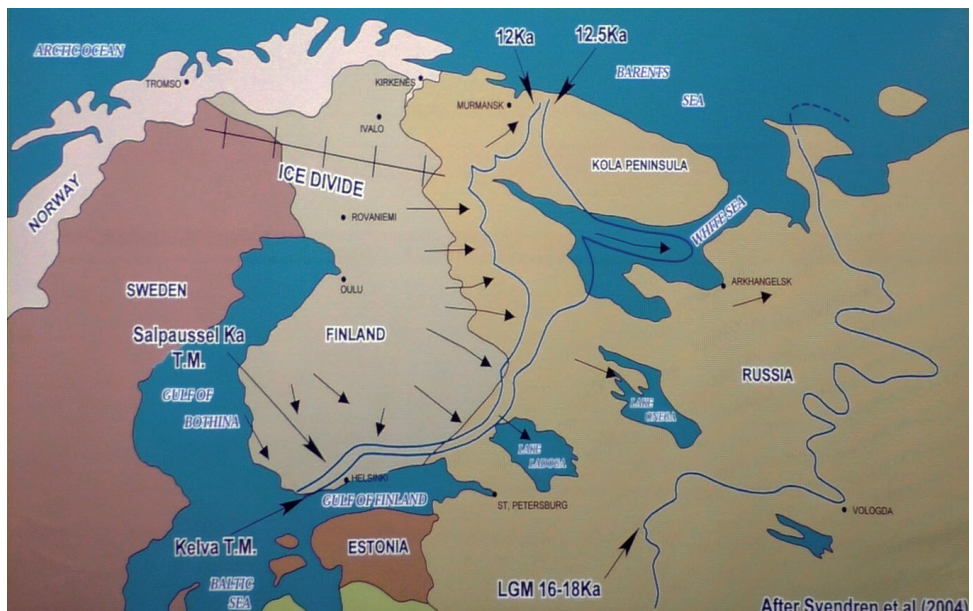 12Ka
12.5Ka
ARCTIC OCEAN
BARENTS
SEA
TROMSO
KIRKENES
MURMANSK
IVALO
KOLA PENINSULA
ICE DIVIDE
NORWAY
ROVANIEMI
WHITE SEA
OULU
ARKHANGELSK
SWEDEN
Salpaussel Ka
T.M.
FINLAND
RUSSIA
GULF OF
BOTHINA
LAKE
ONEGA
LAKE
LADOGA
HELSINKI
GULF OF FINLAND
ST, PETERSBURG
VOLOGDA
Kelva T.M.
ESTONIA
BALTIC
SEA
LGM 16-18Ka
After Svendren et al (2004)